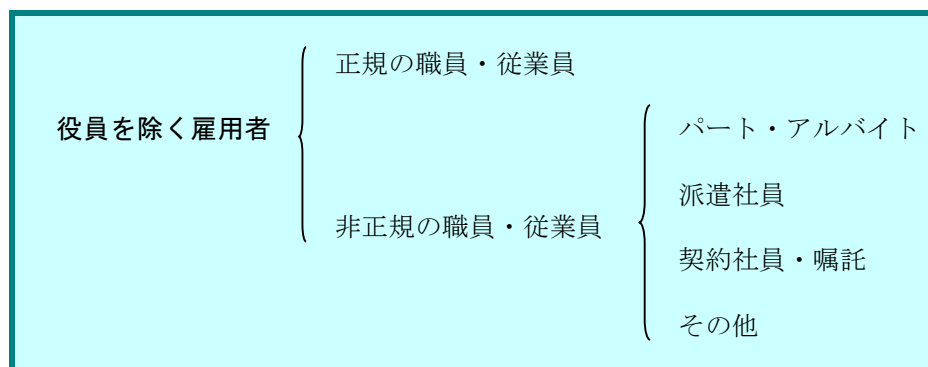 正規の職員・従業員
役員を除く雇用者
パート・アルバイト
派遣社員
非正規の職員・従業員
契約社員・嘱託
その他